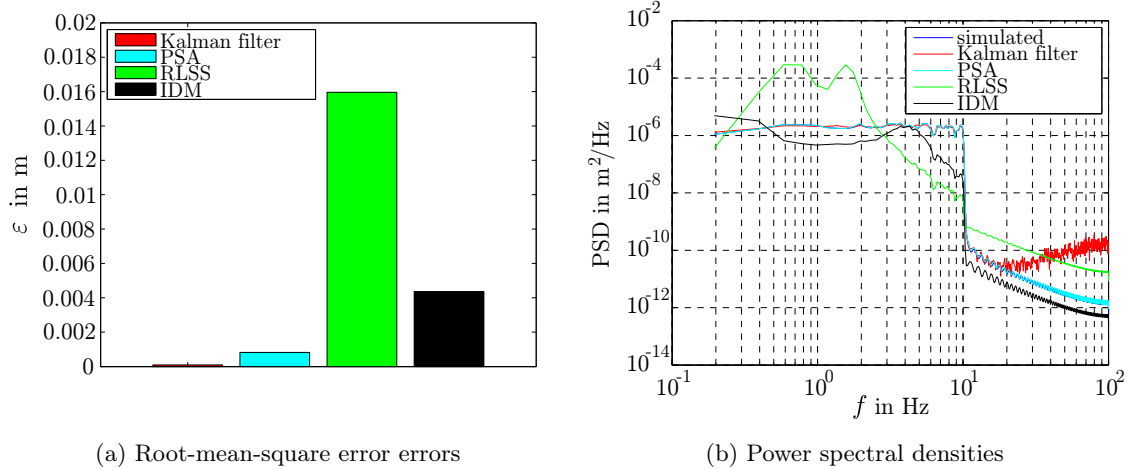 0.02
0.018
0.016
0.014
0.012
0.01
0.008
0.006
0.004
0.002
0
ε in m
Kalman filter
PSA
RLSS
IDM
(a) Root-mean-square error errors
10^0
10^-2
10^-4
10^-6
10^-8
10^-10
10^-12
10^-14
PSD in m^2/Hz
simulated
Kalman filter
PSA
RLSS
IDM
10^-1
10^0
10^1
10^2
f in Hz
(b) Power spectral densities